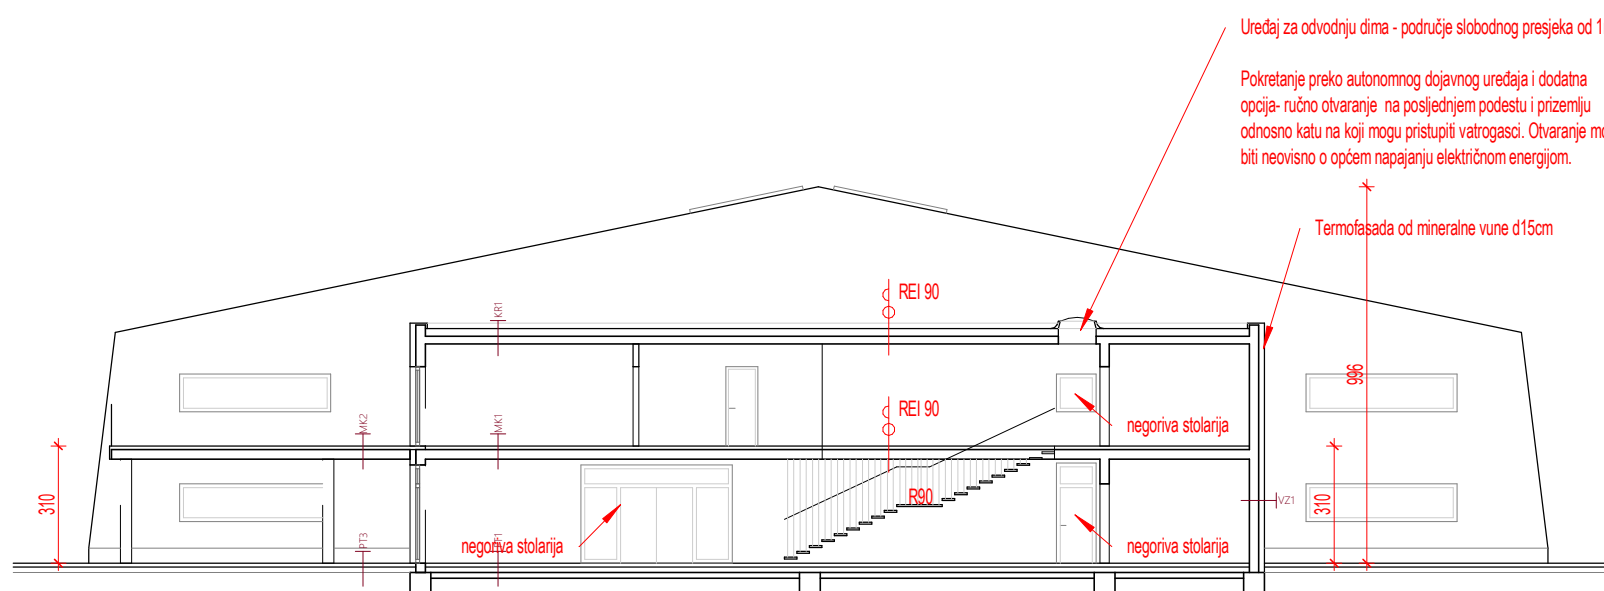 Uređaj za odvodnju dima - područje slobodnog presjeka od 1
Pokretanje preko autonomnog dojavnog uređaja i dodatna
opcija- ručno otvaranje na posljednjem podestu i prizemlju
odnosno katu na koji mogu pristupiti vatrogasci. Otvaranje mo
biti neovisno o općem napajanju električnom energijom.
Termofasada od mineralne vune d15cm
REI 90
KR1
996
REI 90
MK2
MK1
negoriva stolarija
310
R90
310
VZ1
PT3
negoriva stolarija
negoriva stolarija